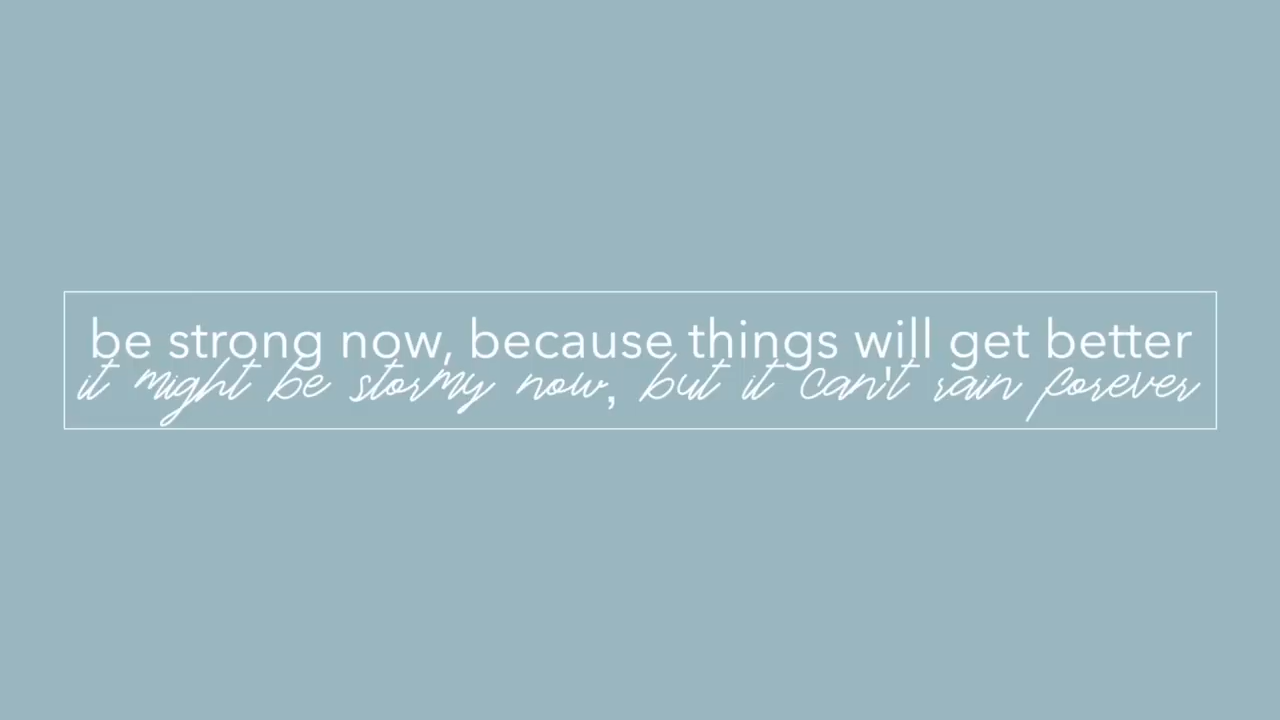 be strong now, because things will get better
it might be stormy now, but it can't rain forever